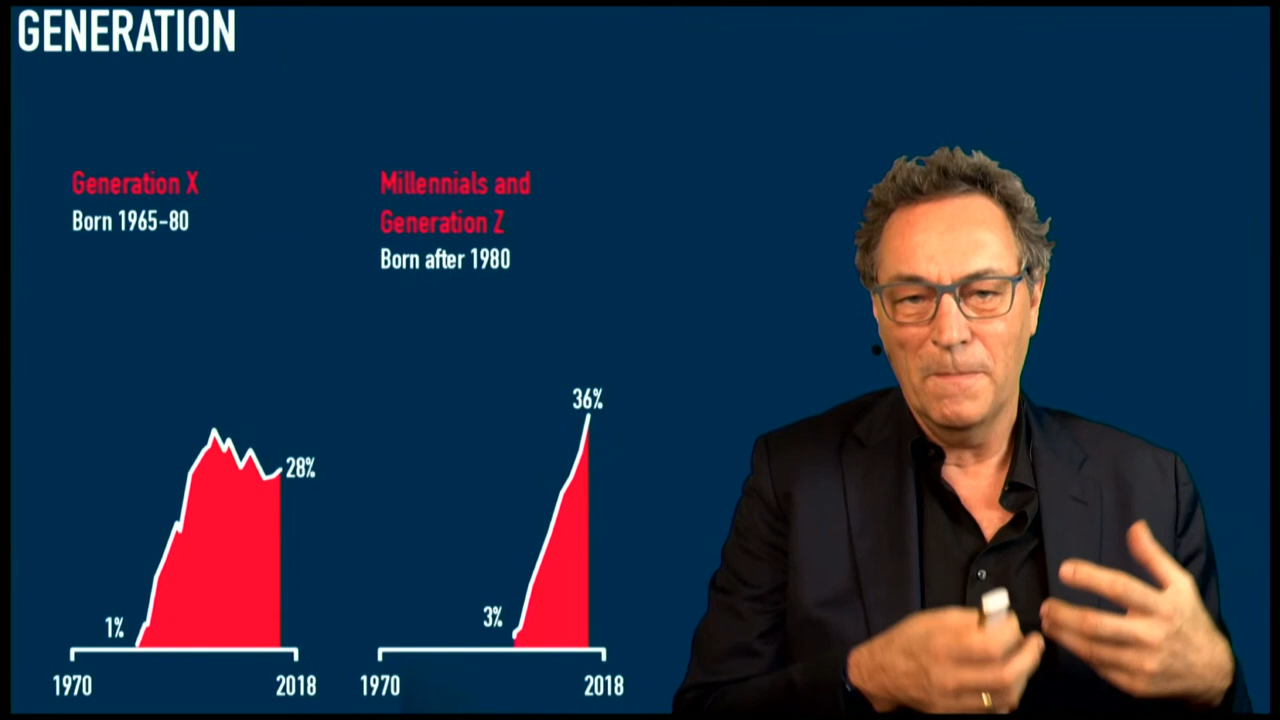 GENERATION
Generation X
Born 1965-80
Millennials and
Generation Z
Born after 1980
36%
28%
3%
1%
1970
2018
1970
2018